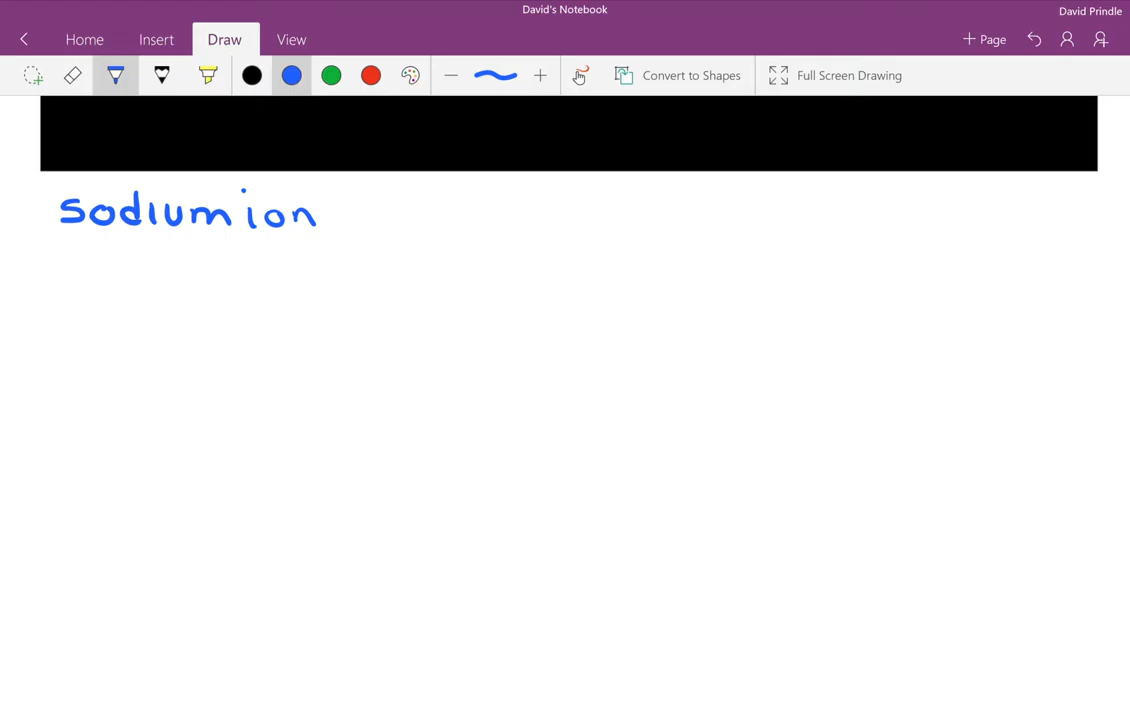 David's Notebook
David Prindle
Home Insert Draw View + Page
Convert to Shapes Full Screen Drawing
sodium ion